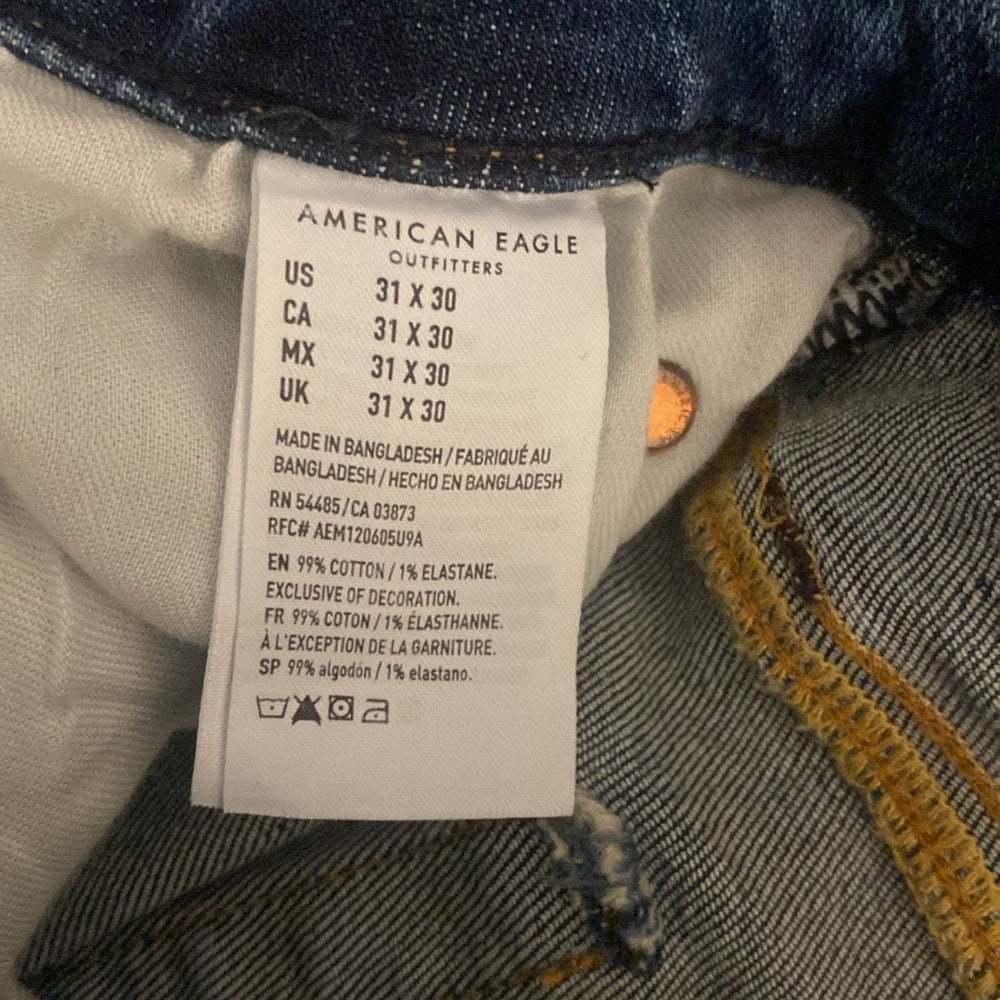 AMERICAN EAGLE
OUTFITTERS
US 31 X 30
CA 31 X 30
MX 31 X 30
UK 31 X 30
MADE IN BANGLADESH / FABRIQUÉ AU
BANGLADESH / HECHO EN BANGLADESH
RN 54485 / CA 03873
RFC# AEM120605U9A
EN 99% COTTON / 1% ELASTANE.
EXCLUSIVE OF DECORATION.
FR 99% COTON / 1% ÉLASTHANNE.
À L'EXCEPTION DE LA GARNITURE.
SP 99% algodón / 1% elastano.